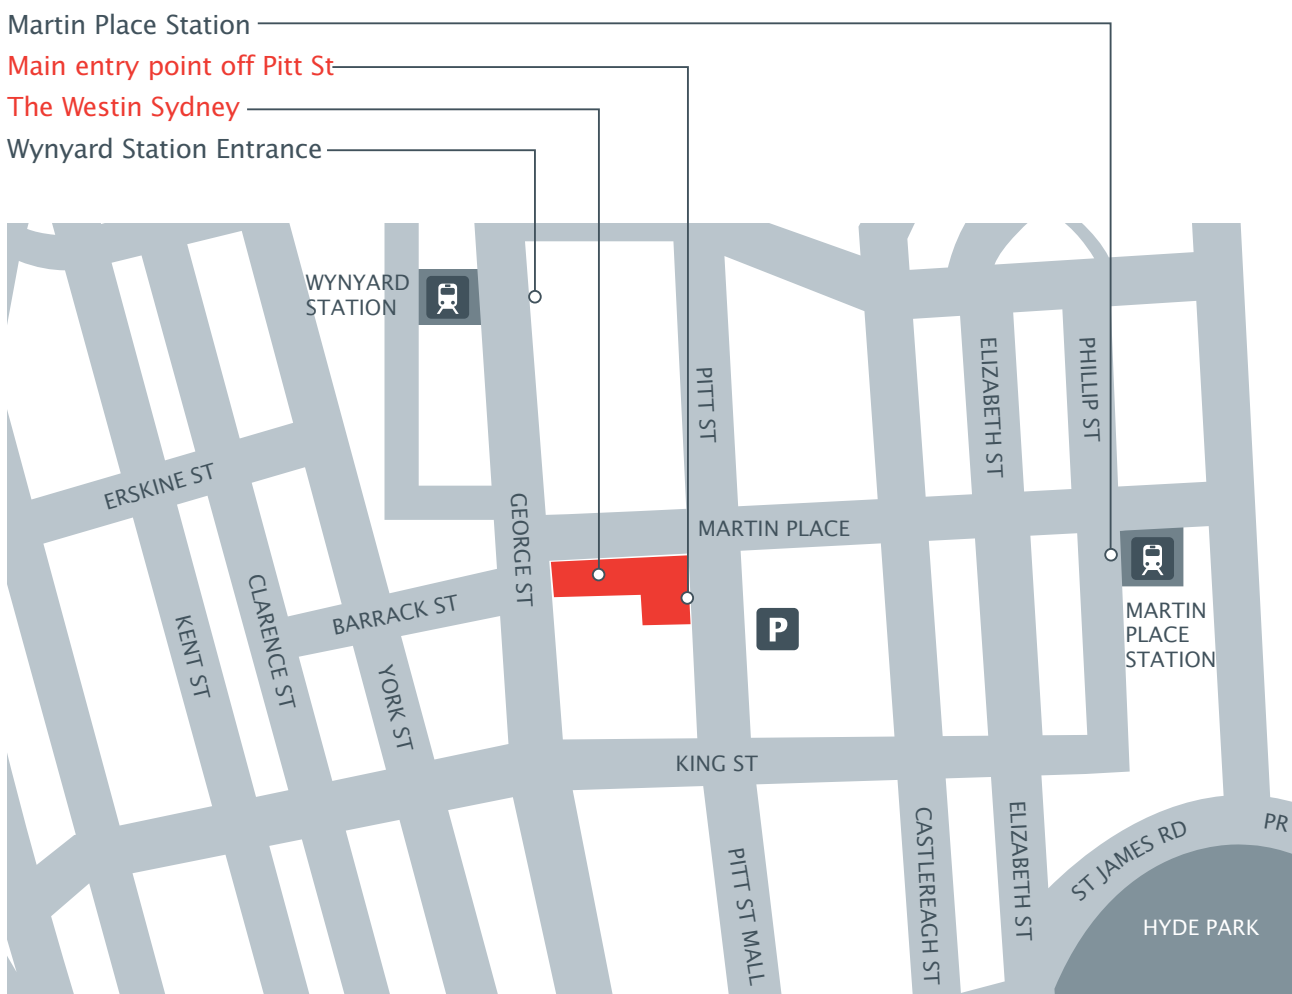 Martin Place Station
Main entry point off Pitt St
The Westin Sydney
Wynyard Station Entrance
WYNYARD
STATION
PITT ST
ELIZABETH ST
PHILLIP ST
ERSKINE ST
GEORGE ST
MARTIN PLACE
BARRACK ST
CLARENCE ST
KENT ST
YORK ST
P
MARTIN
PLACE
STATION
KING ST
PITT ST MALL
CASTLEREAGH ST
ELIZABETH ST
ST JAMES RD
PR
HYDE PARK